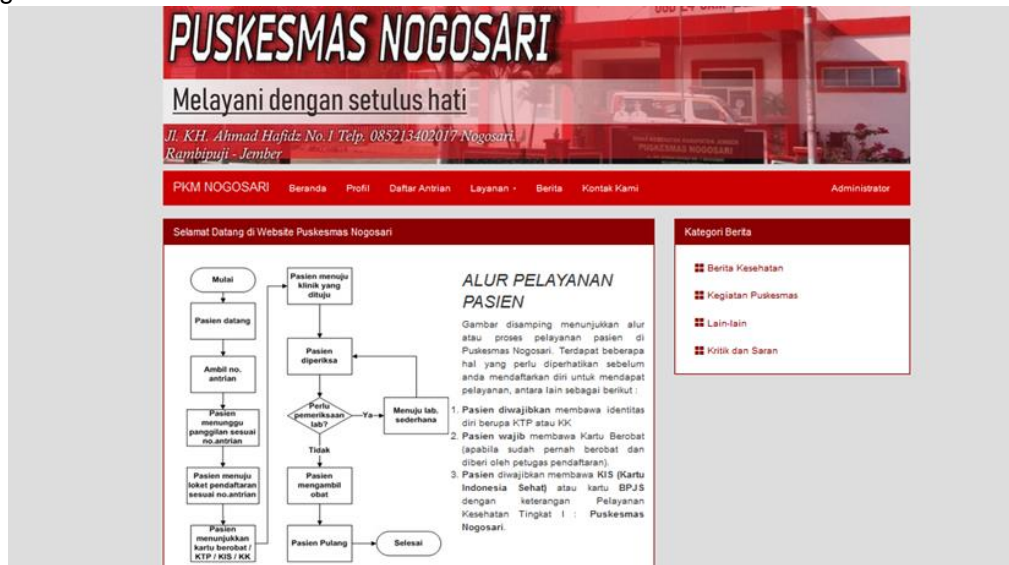 g
PUSKESMAS NOGOSARI
Melayani dengan setulus hati
Jl. KH. Ahmad Hafidz No.1 Telp. 085213402017 Nogosari
Rambipuji - Jember
PUSKESMAS NOGOSARI
PKM NOGOSARI Beranda Profil Daftar Antrian Layanan Berita Kontak Kami Administrator
Selamat Datang di Website Puskesmas Nogosari
Mulai
Pasien datang
Ambil no.
antrian
Pasien
menunggu
panggilan sesuai
no.antrian
Pasien menuju
loket pendaftaran
sesuai no.antrian
Pasien
menunjukkan
kartu berobat /
KTP / KIS / KK
Pasien menuju
klinik yang
dituju
Pasien
diperiksa
Perlu
pemeriksaan
lab?
Ya
Menuju lab.
sederhana
Tidak
Pasien
mengambil
obat
Pasien Pulang
Selesai
ALUR PELAYANAN
PASIEN
Gambar disamping menunjukkan alur
atau proses pelayanan pasien di
Puskesmas Nogosari. Terdapat beberapa
hal yang perlu diperhatikan sebelum
anda mendaftarkan diri untuk mendapat
pelayanan, antara lain sebagai berikut :
1. Pasien diwajibkan membawa identitas
diri berupa KTP atau KK
2. Pasien wajib membawa Kartu Berobat
(apabila sudah pernah berobat dan
diberi oleh petugas pendaftaran).
3. Pasien diwajibkan membawa KIS (Kartu
Indonesia Sehat) atau kartu BPJS
dengan keterangan Pelayanan
Kesehatan Tingkat I : Puskesmas
Nogosari.
Kategori Berita
Berita Kesehatan
Kegiatan Puskesmas
Lain-lain
Kritik dan Saran